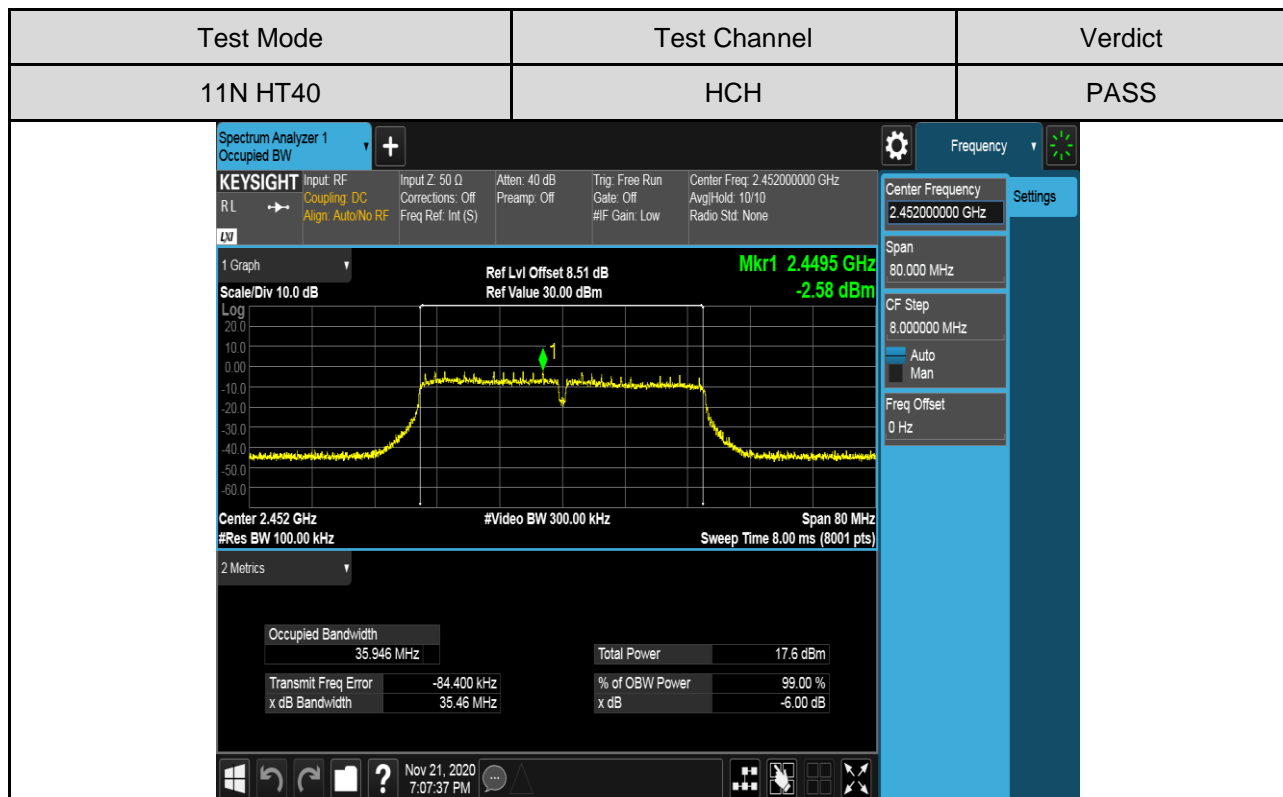 Test Mode Test Channel Verdict
11N HT40 HCH PASS
Spectrum Analyzer 1
Occupied BW
+
Frequency
KEYSIGHT
R L
LXI
Input: RF
Coupling: DC
Align: Auto/No RF
Input Z: 50 Ω
Corrections: Off
Freq Ref: Int (S)
Atten: 40 dB
Preamp: Off
Trig: Free Run
Gate: Off
#IF Gain: Low
Center Freq: 2.452000000 GHz
Avg|Hold: 10/10
Radio Std: None
Center Frequency
2.452000000 GHz
Settings
Span
80.000 MHz
CF Step
8.000000 MHz
Auto
Man
Freq Offset
0 Hz
1 Graph
Scale/Div 10.0 dB
Ref Lvl Offset 8.51 dB
Ref Value 30.00 dBm
Mkr1 2.4495 GHz
-2.58 dBm
Log
20.0
10.0
0.00
-10.0
-20.0
-30.0
-40.0
-50.0
-60.0
1
Center 2.452 GHz #Video BW 300.00 kHz Span 80 MHz
#Res BW 100.00 kHz Sweep Time 8.00 ms (8001 pts)
2 Metrics
Occupied Bandwidth
35.946 MHz
Total Power 17.6 dBm
Transmit Freq Error -84.400 kHz % of OBW Power 99.00 %
x dB Bandwidth 35.46 MHz x dB -6.00 dB
?
Nov 21, 2020
7:07:37 PM